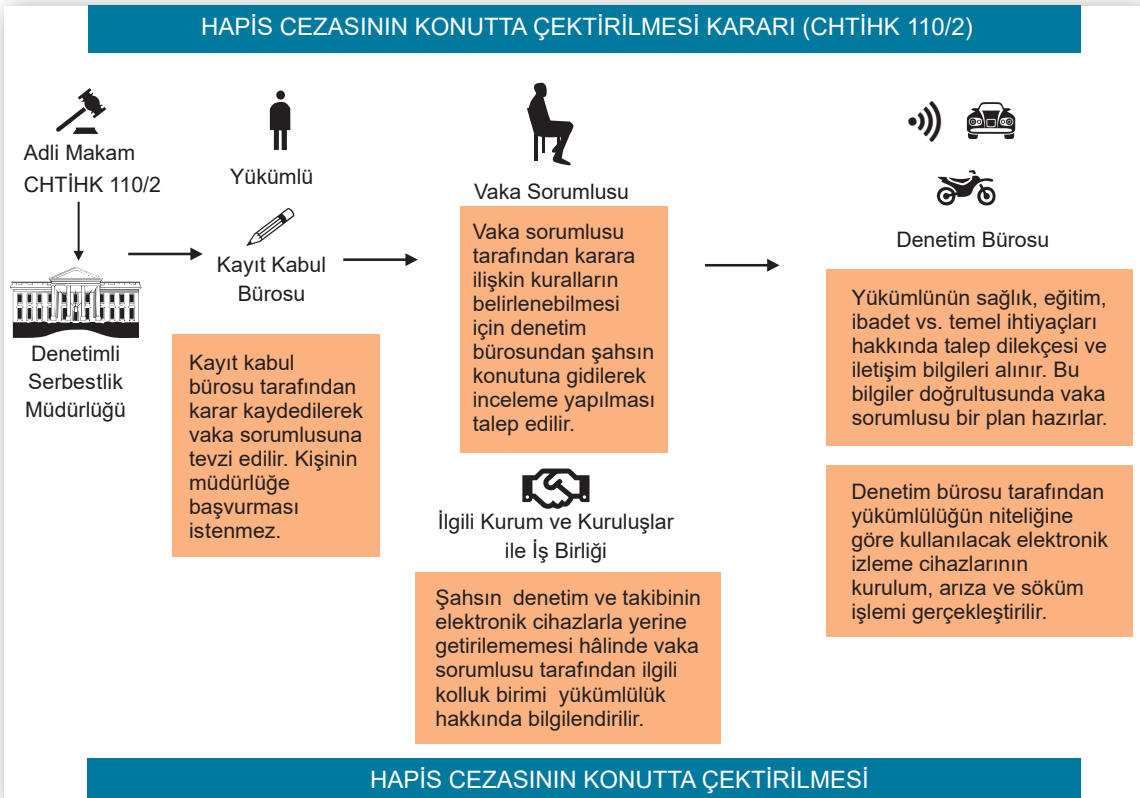 HAPİS CEZASININ KONUTTA ÇEKTİRİLMESİ KARARI (CHTİHK 110/2)
Adli Makam
CHTİHK 110/2
Denetimli
Serbestlik
Müdürlüğü
Yükümlü
Kayıt Kabul
Bürosu
Kayıt kabul
bürosu tarafından
karar kaydedilerek
vaka sorumlusuna
tevzi edilir. Kişinin
müdürlüğe
başvurması
istenmez.
Vaka Sorumlusu
Vaka sorumlusu
tarafından karara
ilişkin kuralların
belirlenebilmesi
için denetim
bürosundan şahsın
konutuna gidilerek
inceleme yapılması
talep edilir.
İlgili Kurum ve Kuruluşlar
ile İş Birliği
Şahsın denetim ve takibinin
elektronik cihazlarla yerine
getirilememesi hâlinde vaka
sorumlusu tarafından ilgili
kolluk birimi yükümlülük
hakkında bilgilendirilir.
Denetim Bürosu
Yükümlünün sağlık, eğitim,
ibadet vs. temel ihtiyaçları
hakkında talep dilekçesi ve
iletişim bilgileri alınır. Bu
bilgiler doğrultusunda vaka
sorumlusu bir plan hazırlar.
Denetim bürosu tarafından
yükümlülüğün niteliğine
göre kullanılacak elektronik
izleme cihazlarının
kurulum, arıza ve söküm
işlemi gerçekleştirilir.
HAPİS CEZASININ KONUTTA ÇEKTİRİLMESİ